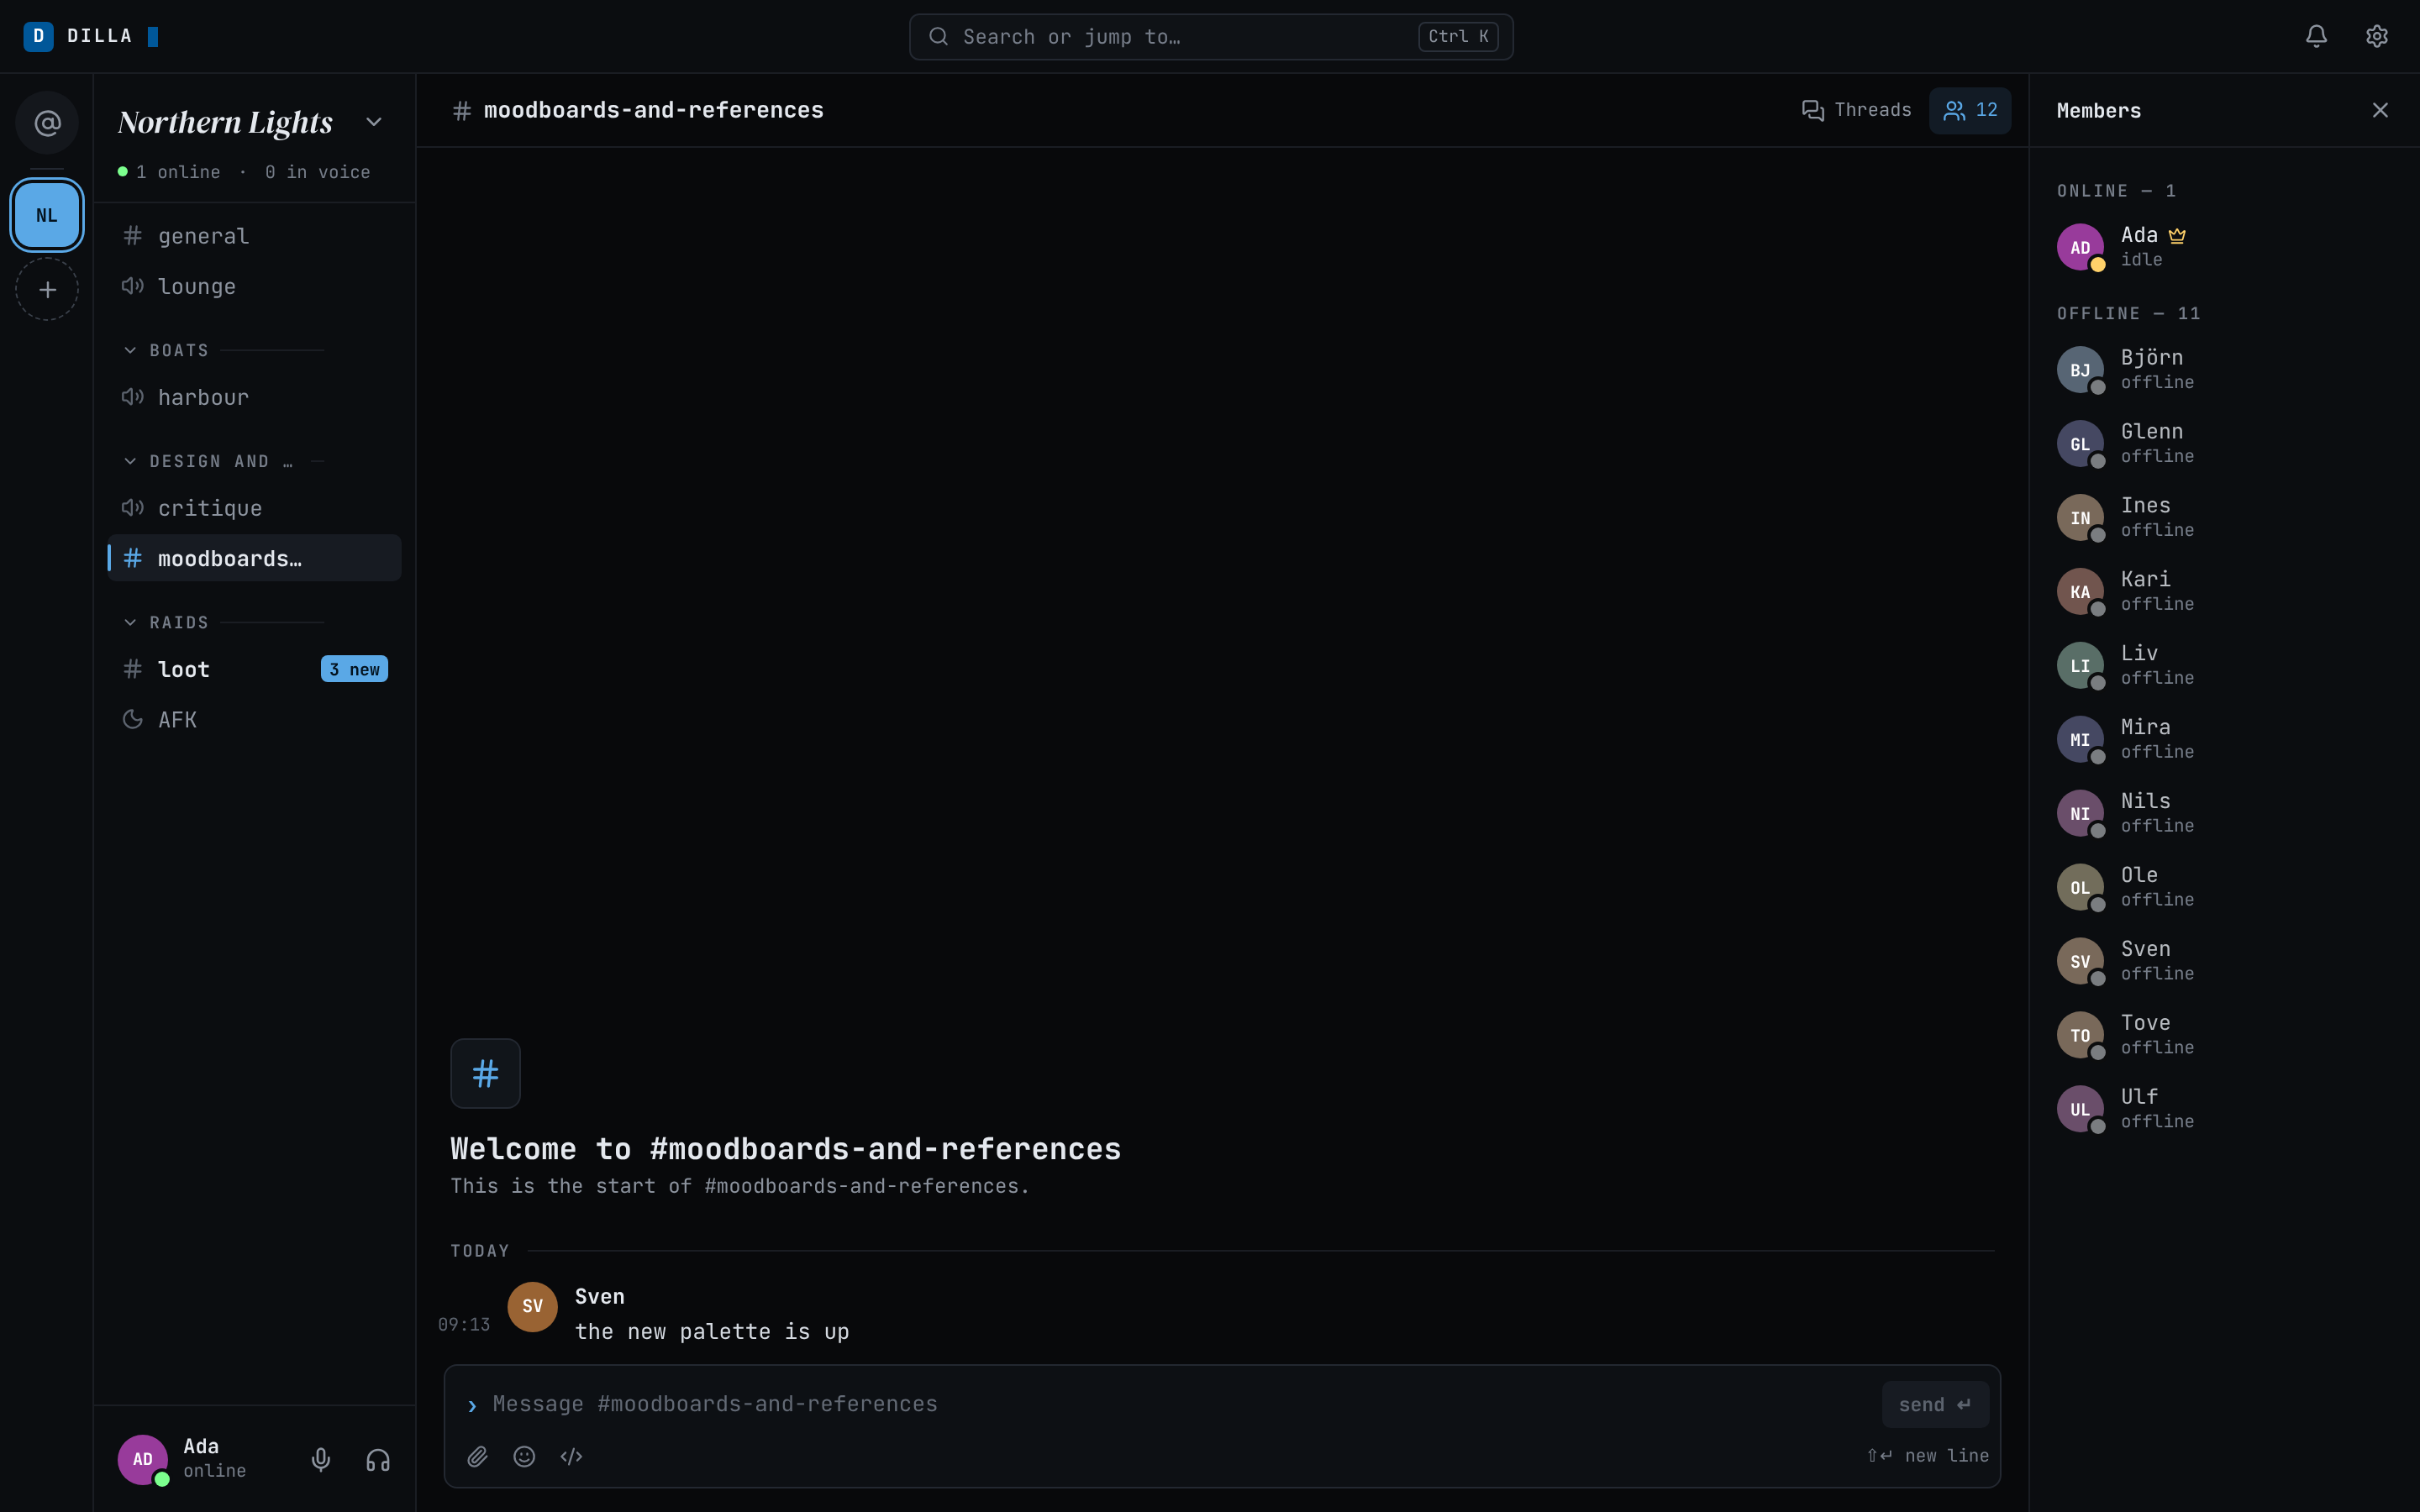 D DILLA
Search or jump to… Ctrl K
Northern Lights
1 online · 0 in voice
NL
general
lounge
BOATS
harbour
DESIGN AND …
critique
moodboards…
RAIDS
loot 3 new
AFK
AD Ada
online
moodboards-and-references
Threads 12
Welcome to #moodboards-and-references
This is the start of #moodboards-and-references.
TODAY
SV Sven
09:13 the new palette is up
› Message #moodboards-and-references
send ↵
⇧↵ new line
Members
ONLINE — 1
AD Ada
idle
OFFLINE — 11
BJ Björn
offline
GL Glenn
offline
IN Ines
offline
KA Kari
offline
LI Liv
offline
MI Mira
offline
NI Nils
offline
OL Ole
offline
SV Sven
offline
TO Tove
offline
UL Ulf
offline